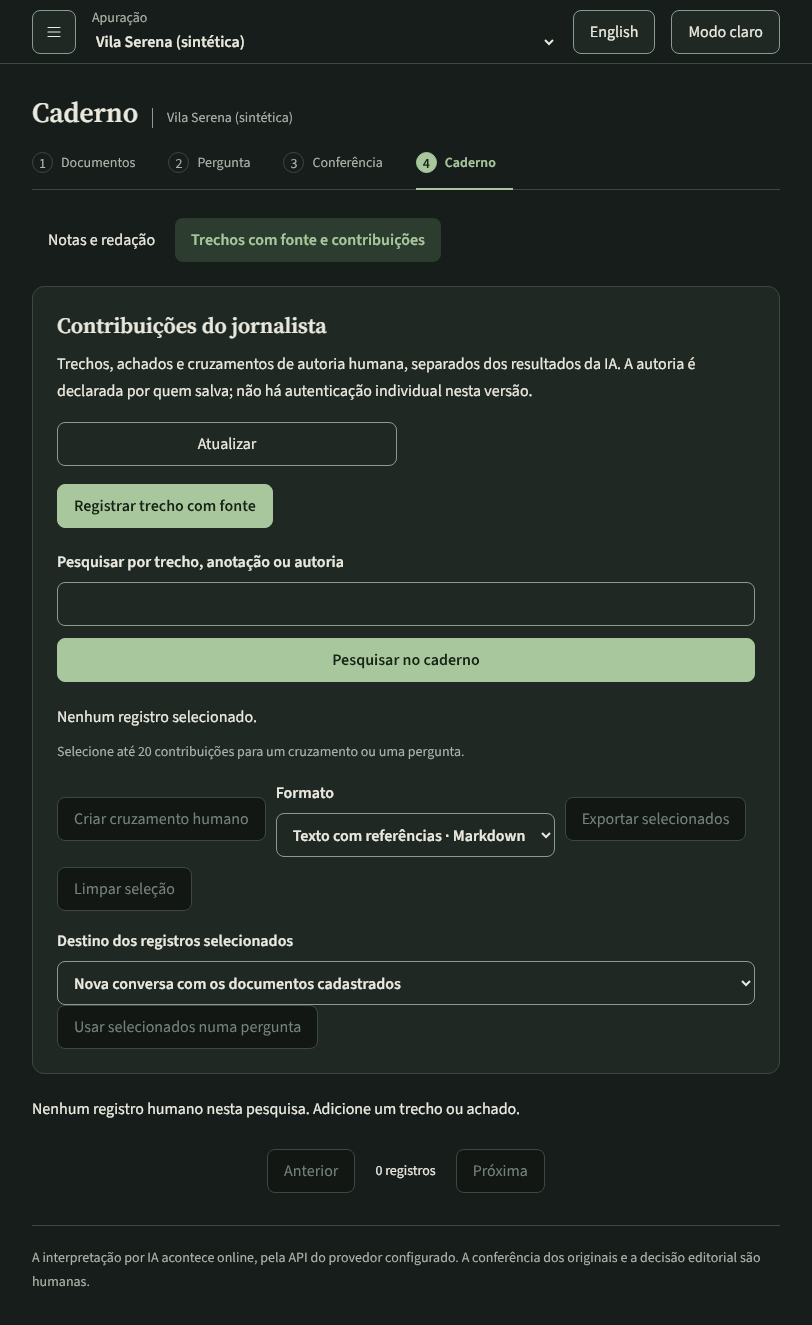 Apuração
Vila Serena (sintética)
English
Modo claro
Caderno
Vila Serena (sintética)
1 Documentos
2 Pergunta
3 Conferência
4 Caderno
Notas e redação
Trechos com fonte e contribuições
Contribuições do jornalista
Trechos, achados e cruzamentos de autoria humana, separados dos resultados da IA. A autoria é
declarada por quem salva; não há autenticação individual nesta versão.
Atualizar
Registrar trecho com fonte
Pesquisar por trecho, anotação ou autoria
Pesquisar no caderno
Nenhum registro selecionado.
Selecione até 20 contribuições para um cruzamento ou uma pergunta.
Criar cruzamento humano
Formato
Texto com referências · Markdown
Exportar selecionados
Limpar seleção
Destino dos registros selecionados
Nova conversa com os documentos cadastrados
Usar selecionados numa pergunta
Nenhum registro humano nesta pesquisa. Adicione um trecho ou achado.
Anterior
0 registros
Próxima
A interpretação por IA acontece online, pela API do provedor configurado. A conferência dos originais e a decisão editorial são
humanas.